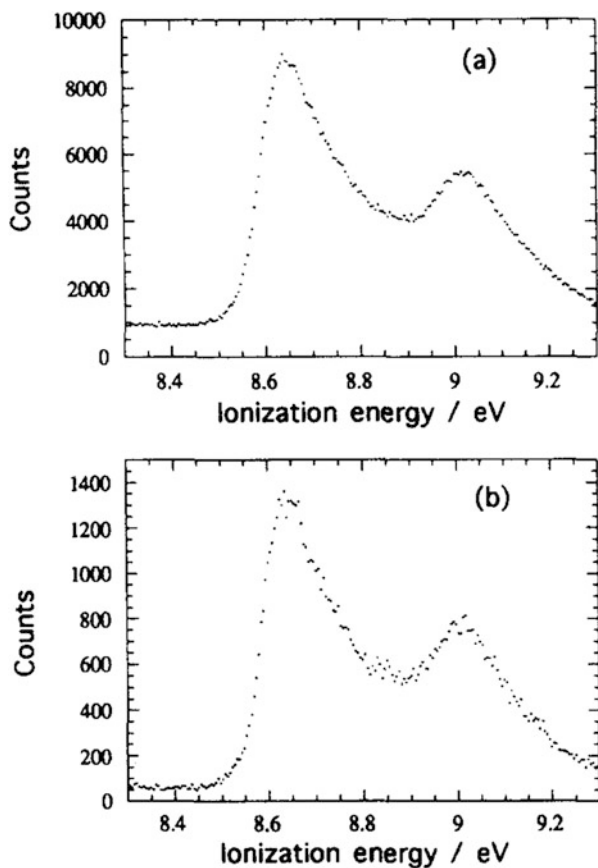 (a)
10000
8000
6000
4000
2000
0
Counts
8.4 8.6 8.8 9 9.2
Ionization energy / eV
(b)
1400
1200
1000
800
600
400
200
0
Counts
8.4 8.6 8.8 9 9.2
Ionization energy / eV